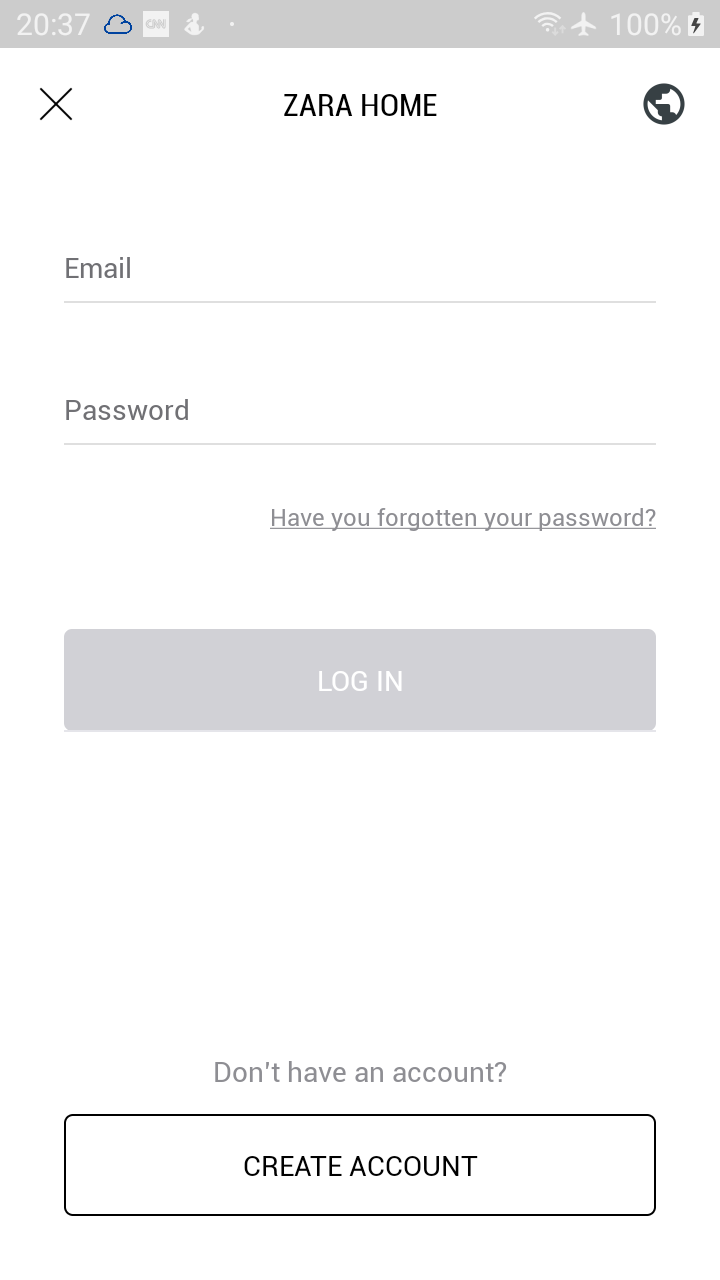 20:37 CNN 100%
ZARA HOME
Email
Password
Have you forgotten your password?
LOG IN
Don't have an account?
CREATE ACCOUNT